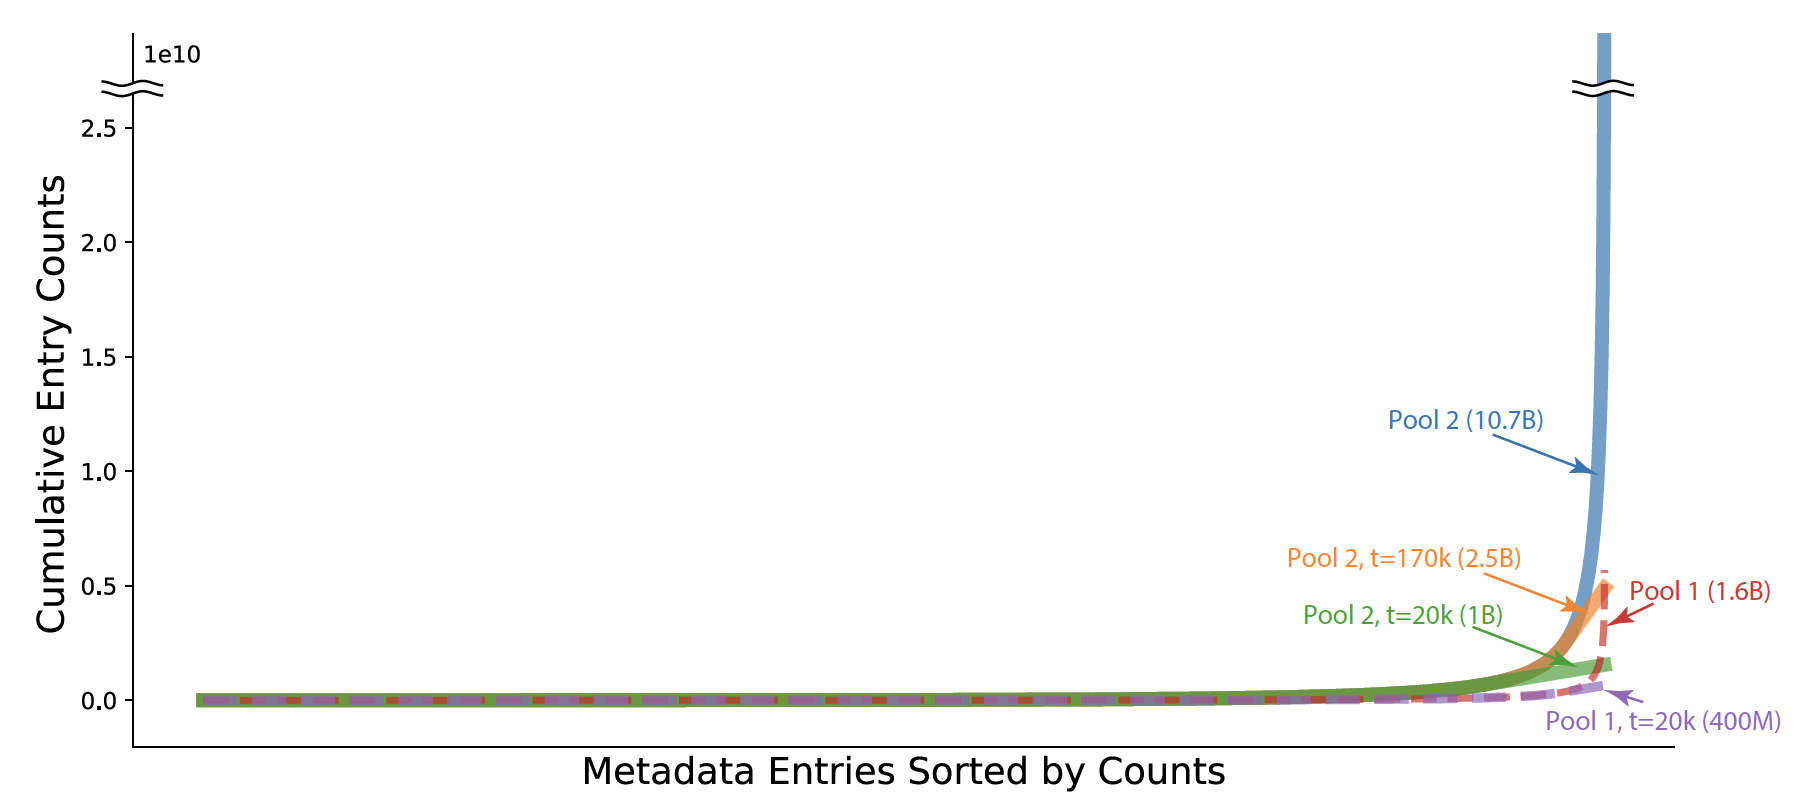 1e10
2.5
2.0
1.5
1.0
0.5
0.0
Cumulative Entry Counts
Pool 2 (10.7B)
Pool 2, t=170k (2.5B)
Pool 1 (1.6B)
Pool 2, t=20k (1B)
Pool 1, t=20k (400M)
Metadata Entries Sorted by Counts